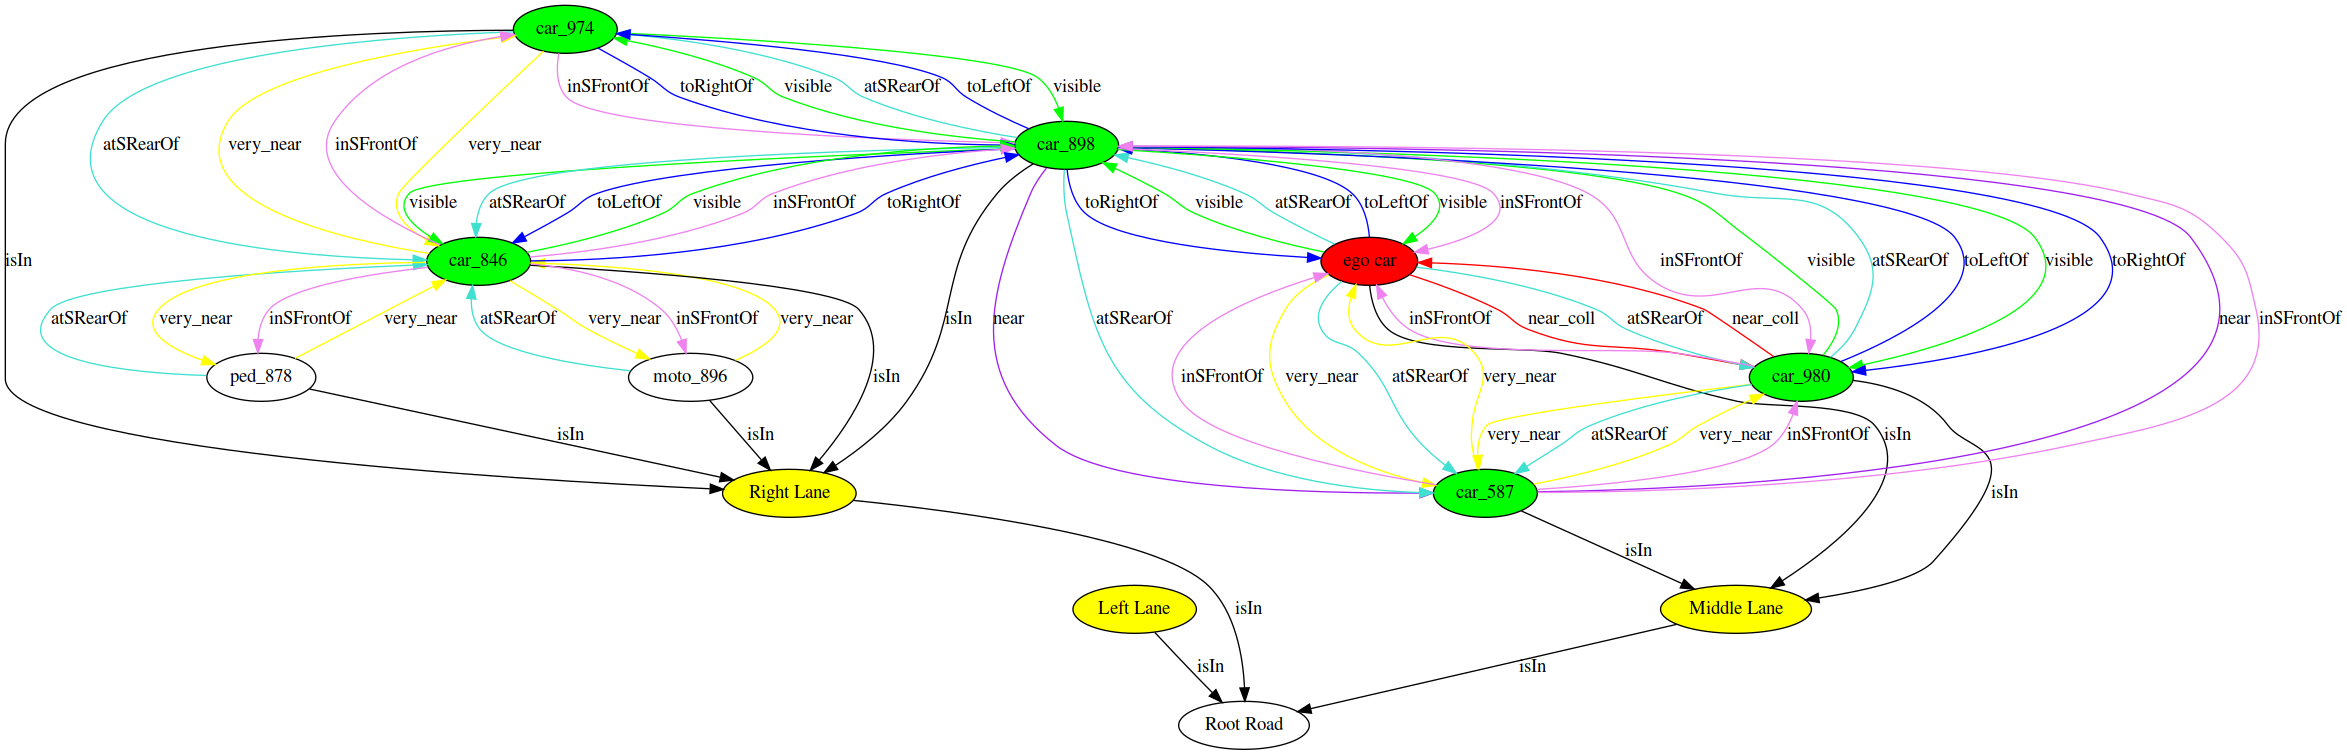 car_974
inSFrontOf toRightOf visible atSRearOf toLeftOf visible
atSRearOf very_near inSFrontOf very_near car_898
visible atSRearOf toLeftOf visible inSFrontOf toRightOf toRightOf visible atSRearOf toLeftOf visible inSFrontOf
isIn car_846 ego car inSFrontOf visible atSRearOf toLeftOf visible toRightOf
atSRearOf very_near inSFrontOf very_near atSRearOf very_near inSFrontOf very_near isIn near atSRearOf inSFrontOf near_coll atSRearOf near_coll near inSFrontOf
ped_878 moto_896 isIn inSFrontOf very_near atSRearOf very_near car_980
isIn isIn very_near atSRearOf very_near inSFrontOf isIn
Right Lane car_587 isIn
isIn
Left Lane isIn Middle Lane
isIn isIn
Root Road